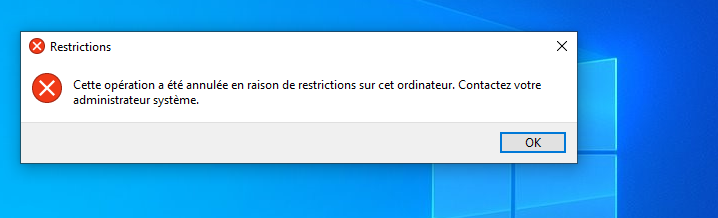 Restrictions
Cette opération a été annulée en raison de restrictions sur cet ordinateur. Contactez votre
administrateur système.
OK